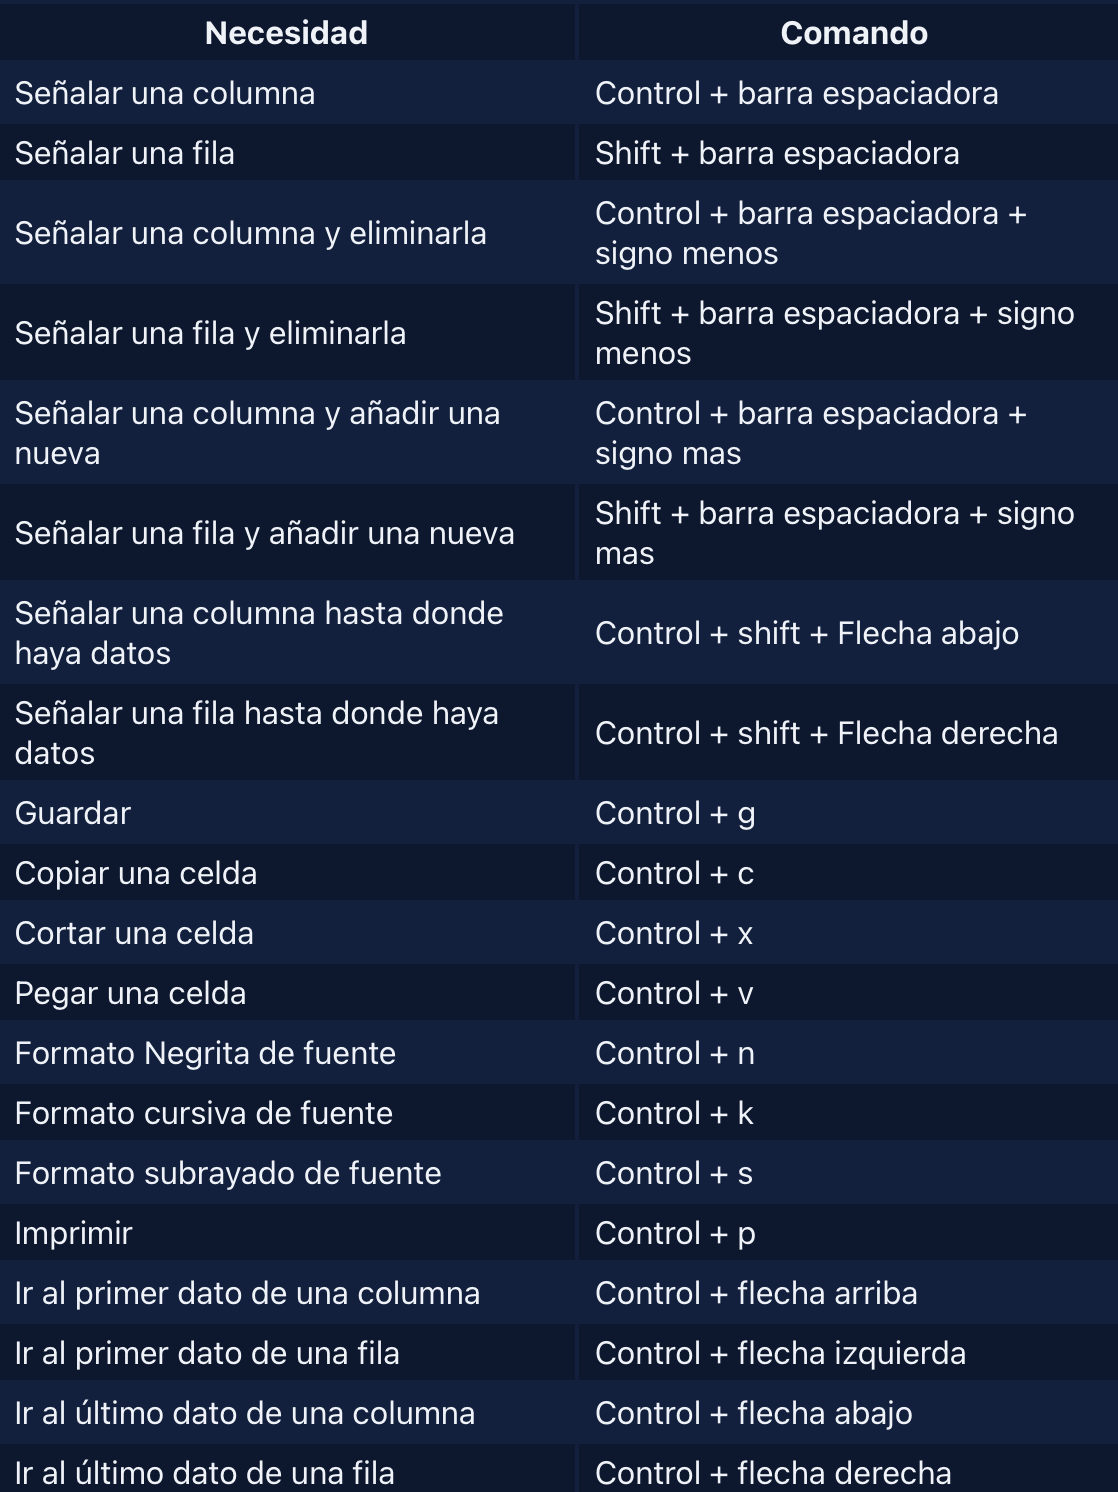 Necesidad Comando
Señalar una columna Control + barra espaciadora
Señalar una fila Shift + barra espaciadora
Señalar una columna y eliminarla Control + barra espaciadora +
signo menos
Señalar una fila y eliminarla Shift + barra espaciadora + signo
menos
Señalar una columna y añadir una
nueva
Control + barra espaciadora +
signo mas
Señalar una fila y añadir una nueva Shift + barra espaciadora + signo
mas
Señalar una columna hasta donde
haya datos
Control + shift + Flecha abajo
Señalar una fila hasta donde haya
datos
Control + shift + Flecha derecha
Guardar Control + g
Copiar una celda Control + c
Cortar una celda Control + x
Pegar una celda Control + v
Formato Negrita de fuente Control + n
Formato cursiva de fuente Control + k
Formato subrayado de fuente Control + s
Imprimir Control + p
Ir al primer dato de una columna Control + flecha arriba
Ir al primer dato de una fila Control + flecha izquierda
Ir al último dato de una columna Control + flecha abajo
Ir al último dato de una fila Control + flecha derecha